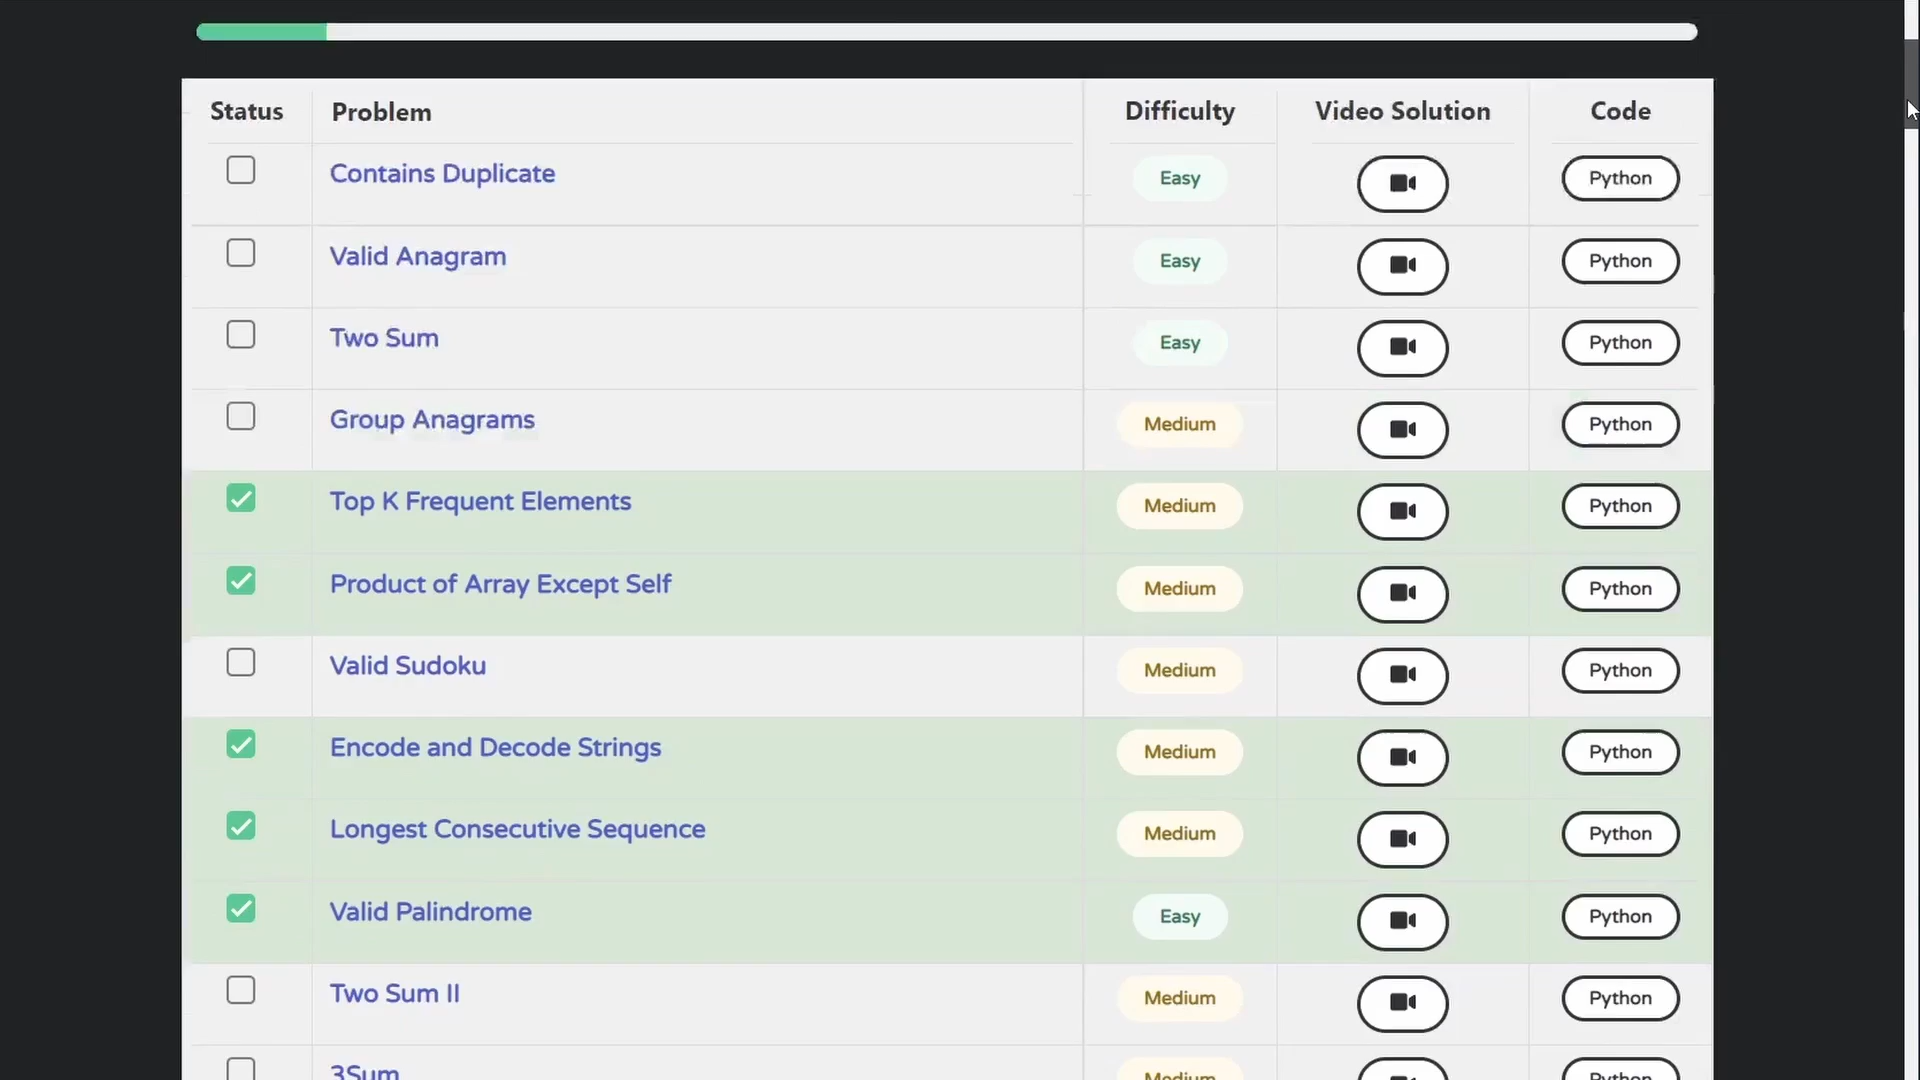 Status Problem Difficulty Video Solution Code
Contains Duplicate Easy Python
Valid Anagram Easy Python
Two Sum Easy Python
Group Anagrams Medium Python
Top K Frequent Elements Medium Python
Product of Array Except Self Medium Python
Valid Sudoku Medium Python
Encode and Decode Strings Medium Python
Longest Consecutive Sequence Medium Python
Valid Palindrome Easy Python
Two Sum II Medium Python
3Sum Medium Python